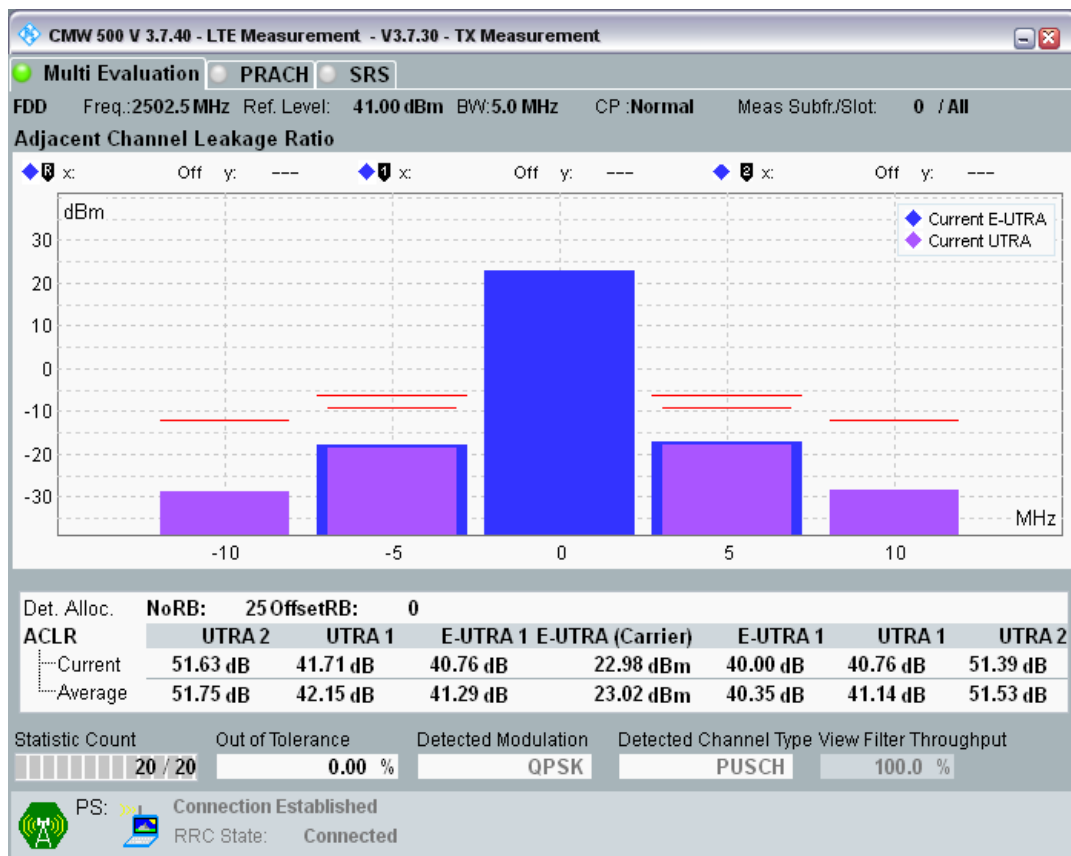 CMW 500 V 3.7.40 - LTE Measurement - V3.7.30 - TX Measurement
Multi Evaluation PRACH SRS
FDD Freq.:2502.5 MHz Ref. Level: 41.00 dBm BW:5.0 MHz CP :Normal Meas Subfr./Slot: 0 / All
Adjacent Channel Leakage Ratio
R x: Off y: --- 1 x: Off y: --- 2 x: Off y: ---
dBm
Current E-UTRA
Current UTRA
30
20
10
0
-10
-20
-30
MHz
-10 -5 0 5 10
Det. Alloc. NoRB: 25 OffsetRB: 0
ACLR UTRA 2 UTRA 1 E-UTRA 1 E-UTRA (Carrier) E-UTRA 1 UTRA 1 UTRA 2
Current 51.63 dB 41.71 dB 40.76 dB 22.98 dBm 40.00 dB 40.76 dB 51.39 dB
Average 51.75 dB 42.15 dB 41.29 dB 23.02 dBm 40.35 dB 41.14 dB 51.53 dB
Statistic Count Out of Tolerance Detected Modulation Detected Channel Type View Filter Throughput
20 / 20 0.00 % QPSK PUSCH 100.0 %
PS: Connection Established
RRC State: Connected